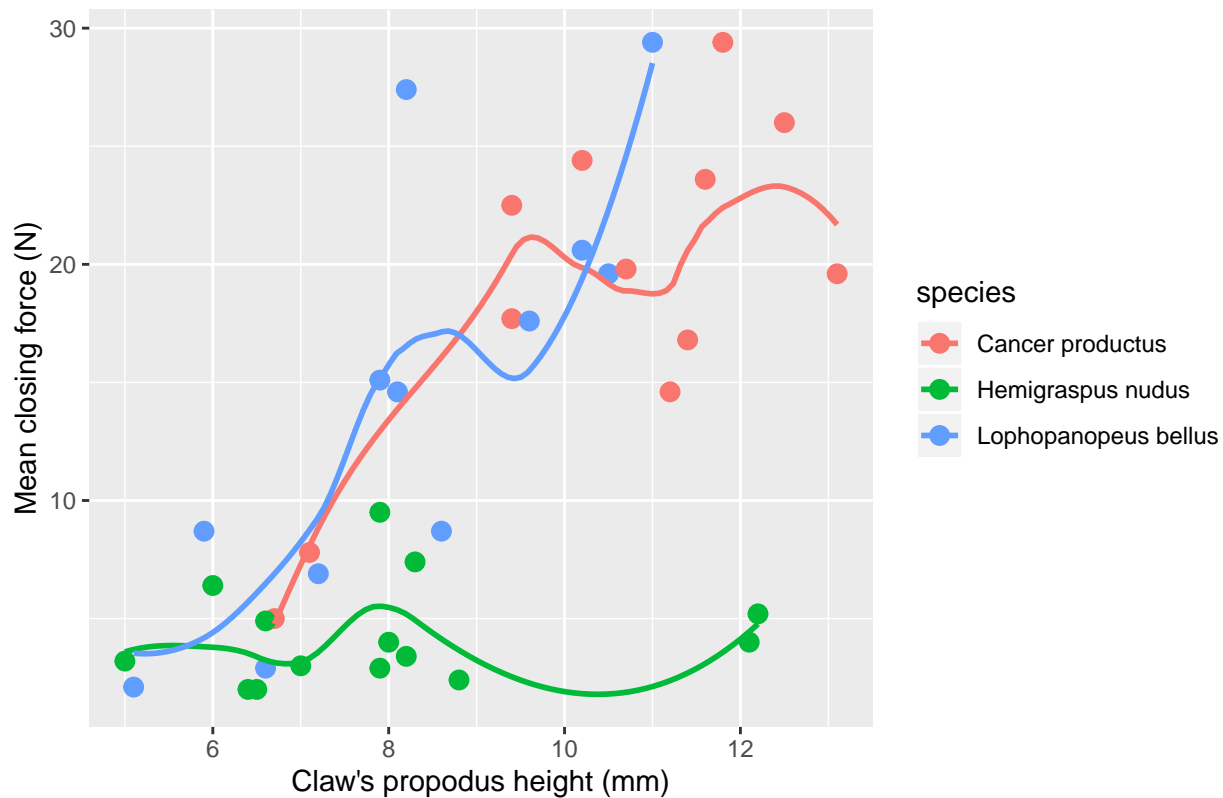 30
20
10
Mean closing force (N)
6 8 10 12
Claw's propodus height (mm)
species
Cancer productus
Hemigraspus nudus
Lophopanopeus bellus